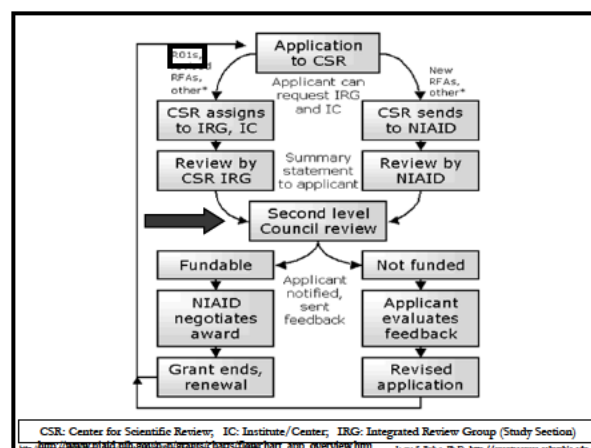 Application
to CSR
R01s,
RFAs,
other*
Applicant can
request IRG
and IC
New
RFAs,
other*
CSR assigns
to IRG, IC
CSR sends
to NIAID
Review by
CSR IRG
Summary
statement
to applicant
Review by
NIAID
Second level
Council review
Fundable
Not funded
Applicant
notified,
sent
feedback
NIAID
negotiates
award
Applicant
evaluates
feedback
Grant ends,
renewal
Revised
application
CSR: Center for Scientific Review; IC: Institute/Center; IRG: Integrated Review Group (Study Section)